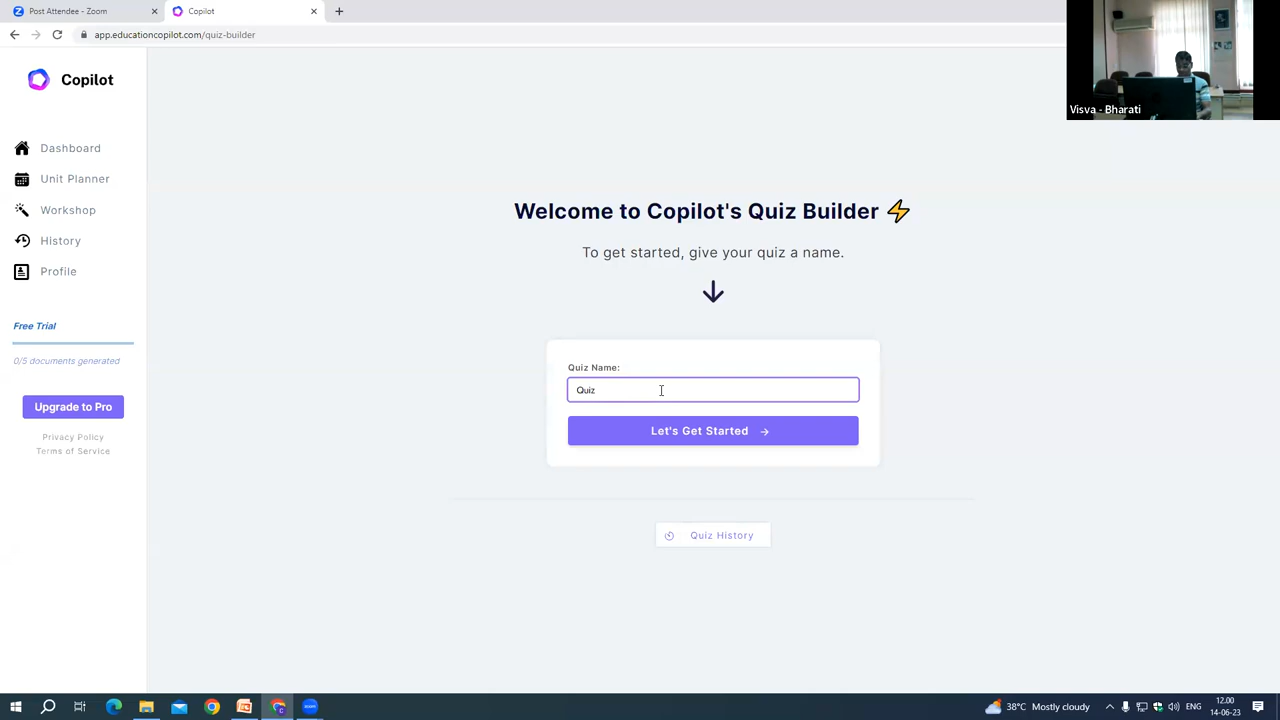 Post Attendee - Zoom
Copilot
app.educationcopilot.com/quiz-builder
Visva - Bharati
Copilot
Dashboard
Unit Planner
Workshop
History
Profile
Free Trial
0/5 documents generated
Upgrade to Pro
Privacy Policy
Terms of Service
Welcome to Copilot's Quiz Builder ⚡
To get started, give your quiz a name.
Quiz Name:
Quiz
Let's Get Started →
Quiz History
38°C Mostly cloudy
ENG
12.00
14-06-23